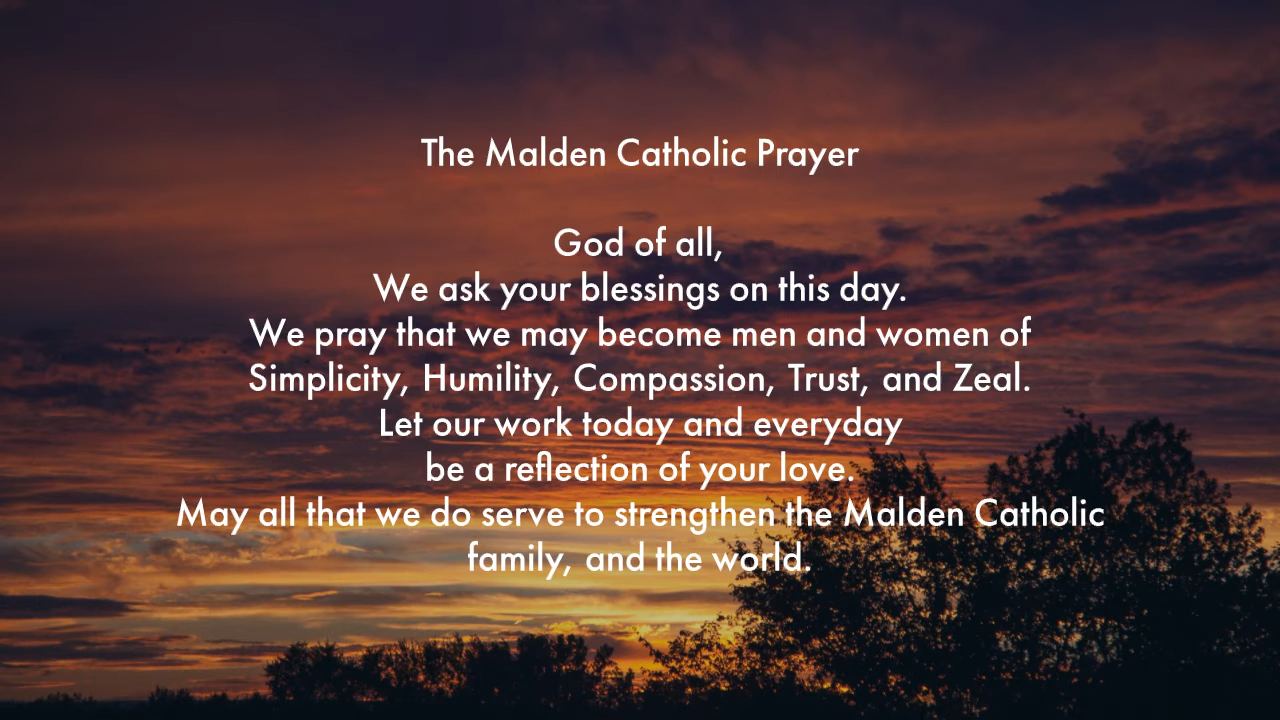 The Malden Catholic Prayer
God of all,
We ask your blessings on this day.
We pray that we may become men and women of
Simplicity, Humility, Compassion, Trust, and Zeal.
Let our work today and everyday
be a reflection of your love.
May all that we do serve to strengthen the Malden Catholic
family, and the world.